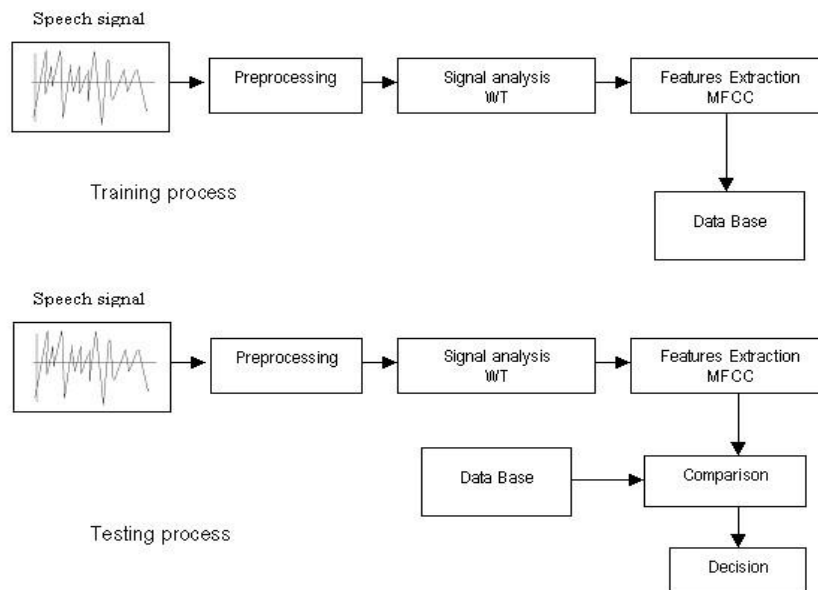 Speech signal
Preprocessing
Signal analysis
WT
Features Extraction
MFCC
Training process
Data Base
Speech signal
Preprocessing
Signal analysis
WT
Features Extraction
MFCC
Data Base
Comparison
Testing process
Decision